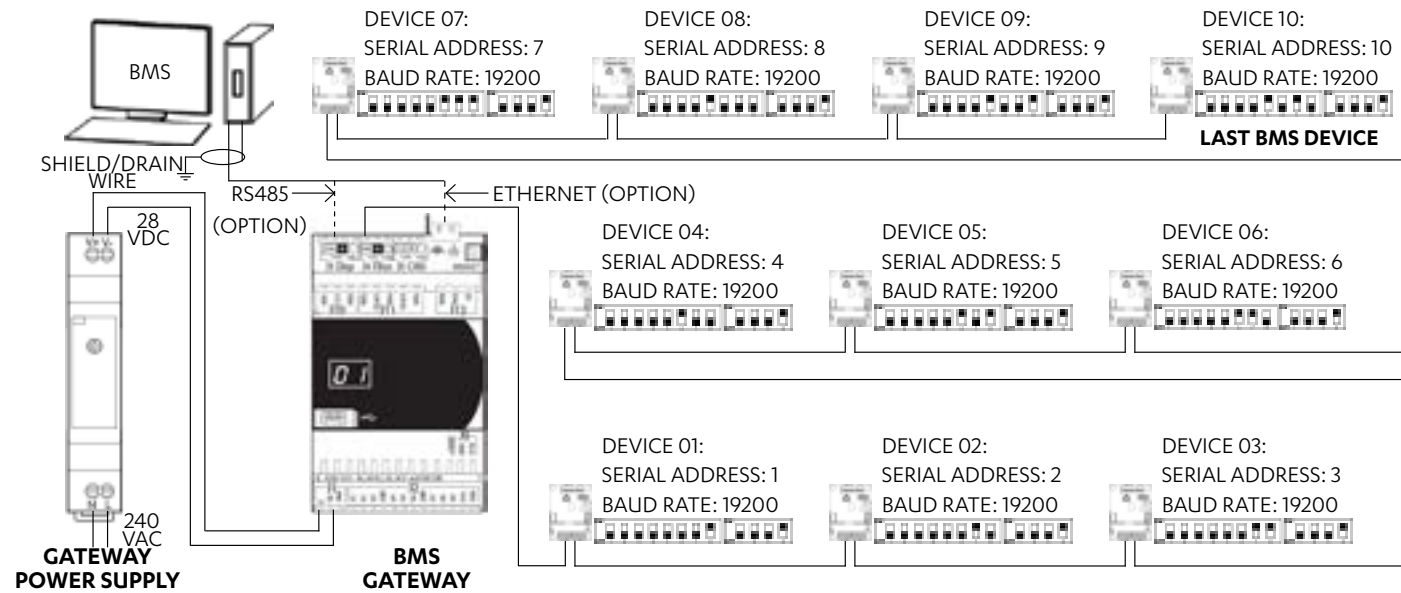 BMS
DEVICE 07:
SERIAL ADDRESS: 7
BAUD RATE: 19200
DEVICE 08:
SERIAL ADDRESS: 8
BAUD RATE: 19200
DEVICE 09:
SERIAL ADDRESS: 9
BAUD RATE: 19200
DEVICE 10:
SERIAL ADDRESS: 10
BAUD RATE: 19200
LAST BMS DEVICE
SHIELD/DRAIN
WIRE
RS485
(OPTION)
ETHERNET (OPTION)
28
VDC
DEVICE 04:
SERIAL ADDRESS: 4
BAUD RATE: 19200
DEVICE 05:
SERIAL ADDRESS: 5
BAUD RATE: 19200
DEVICE 06:
SERIAL ADDRESS: 6
BAUD RATE: 19200
01
DEVICE 01:
SERIAL ADDRESS: 1
BAUD RATE: 19200
DEVICE 02:
SERIAL ADDRESS: 2
BAUD RATE: 19200
DEVICE 03:
SERIAL ADDRESS: 3
BAUD RATE: 19200
240
VAC
GATEWAY
POWER SUPPLY
BMS
GATEWAY